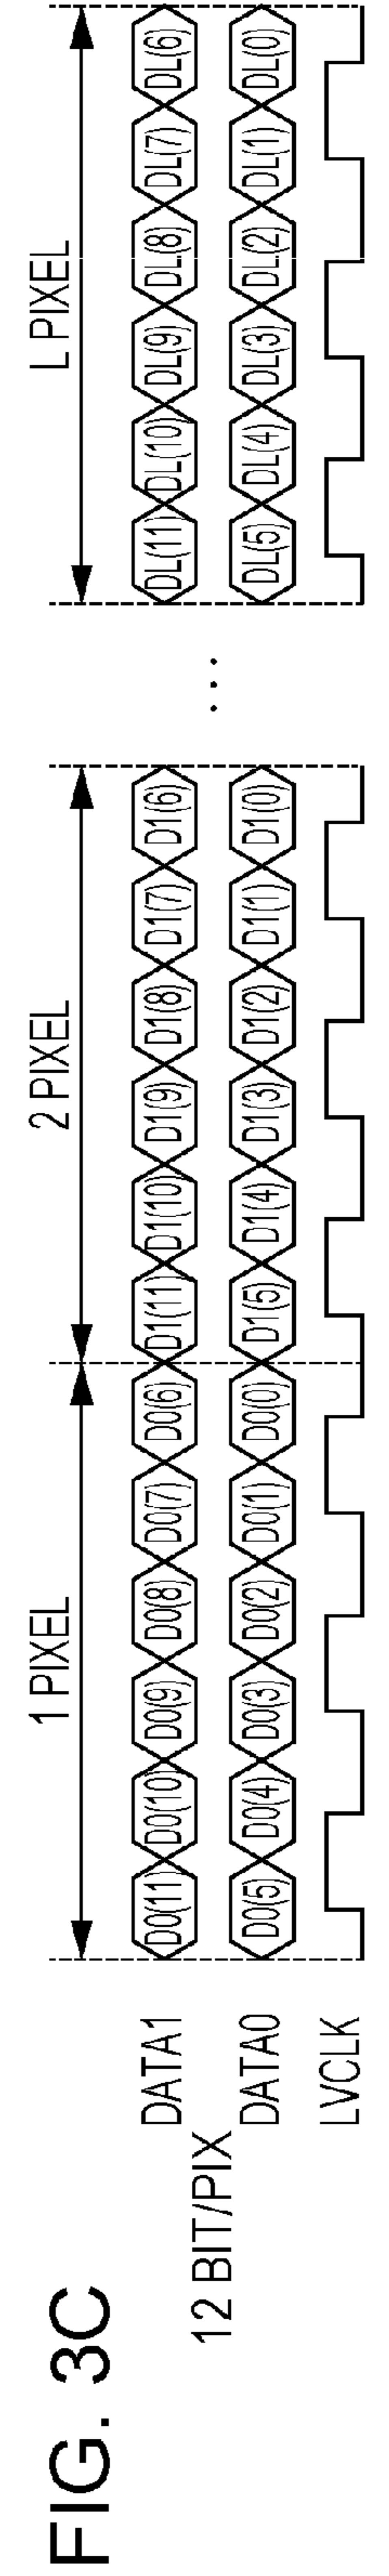 FIG. 3C
1 PIXEL 2 PIXEL L PIXEL
DATA1 D0(11) D0(10) D0(9) D0(8) D0(7) D0(6) D1(11) D1(10) D1(9) D1(8) D1(7) D1(6) DL(11) DL(10) DL(9) DL(8) DL(7) DL(6)
12 BIT/PIX ...
DATA0 D0(5) D0(4) D0(3) D0(2) D0(1) D0(0) D1(5) D1(4) D1(3) D1(2) D1(1) D1(0) DL(5) DL(4) DL(3) DL(2) DL(1) DL(0)
LVCLK